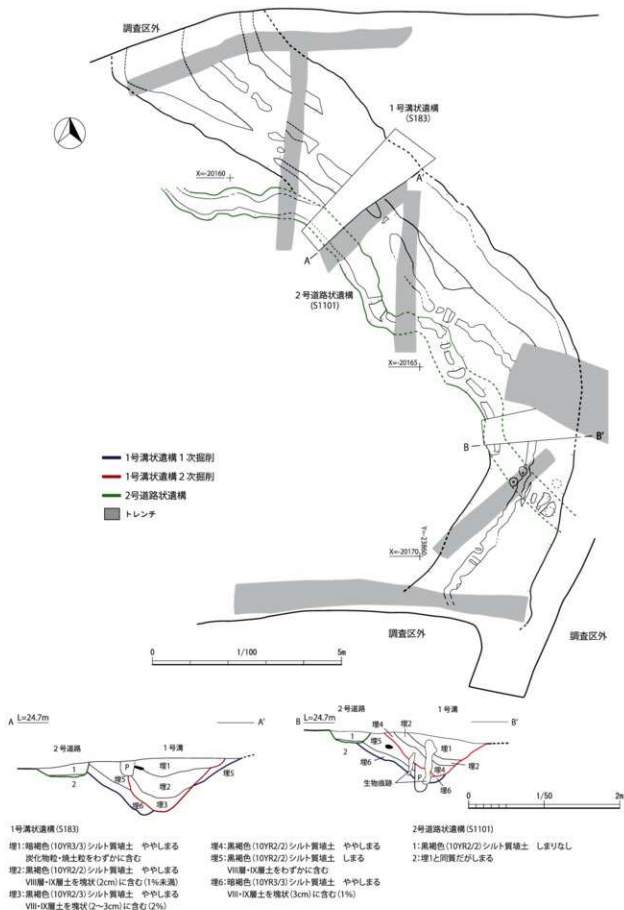 調査区外
1号溝状遺構
(S183)
X=-20160
A'
A
2号道路状遺構
(S1101)
X=-20165
B
B'
1号溝状遺構1次掘削
1号溝状遺構2次掘削
2号道路状遺構
トレンチ
Y=-23860
X=-20170
調査区外
調査区外
0 1/100 5m
A L=24.7m A'
2号道路 1号溝
1
2
P
埋1
埋2
埋3
埋5
埋5
埋6
B L=24.7m B'
2号道路 1号溝
埋4 埋2
1
2
埋5
埋1
埋6
埋2
埋4
P
埋6
生物痕跡
0 1/50 2m
1号溝状遺構(S183)
埋1:暗褐色(10YR3/3)シルト質埴土 ややしまる
炭化物粒・焼土粒をわずかに含む
埋2:黒褐色(10YR2/2)シルト質埴土 ややしまる
VIII層・IX層土を塊状(2cm)に含む(1%未満)
埋3:黒褐色(10YR2/3)シルト質埴土 ややしまる
VIII・IX層土を塊状(2～3cm)に含む(2%)
埋4:黒褐色(10YR2/2)シルト質埴土 ややしまる
埋5:黒褐色(10YR2/2)シルト質埴土 しまる
VIII層・IX層土をわずかに含む
埋6:暗褐色(10YR3/3)シルト質埴土 ややしまる
VIII・IX層土を塊状(3cm)に含む(1%)
2号道路状遺構(S1101)
1:黒褐色(10YR2/2)シルト質埴土 しまりなし
2:埋1と同質だがしまる